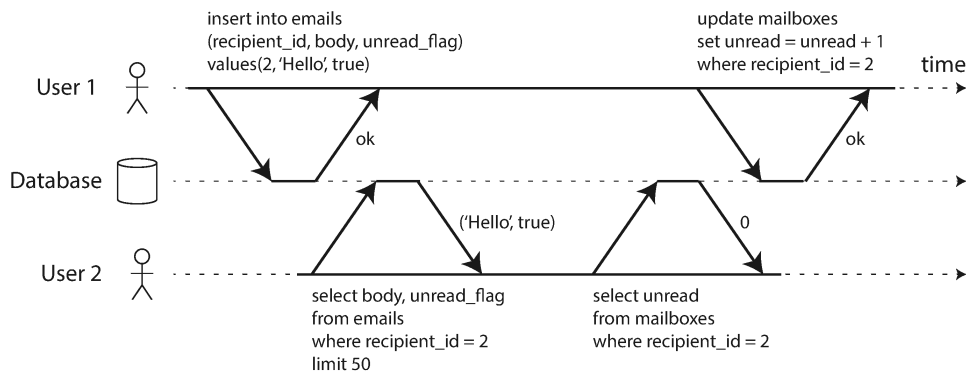 insert into emails
(recipient_id, body, unread_flag)
values(2, ‘Hello’, true)
update mailboxes
set unread = unread + 1
where recipient_id = 2
time
User 1
ok
ok
Database
(‘Hello’, true)
0
User 2
select body, unread_flag
from emails
where recipient_id = 2
limit 50
select unread
from mailboxes
where recipient_id = 2